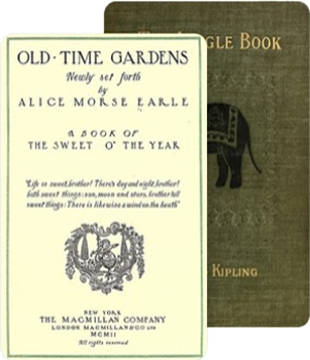 OLD·TIME GARDENS
Newly set forth
by
ALICE MORSE EARLE
A BOOK OF
THE SWEET O' THE YEAR
"Life is sweet, brother! There's day and night, brother!
both sweet things: sun, moon and stars, brother! all
sweet things: There is likewise a wind on the heath"
NEW YORK
THE MACMILLAN COMPANY
LONDON MACMILLAN & CO LTD
MCMII
All rights reserved
GLE BOOK
KIPLING